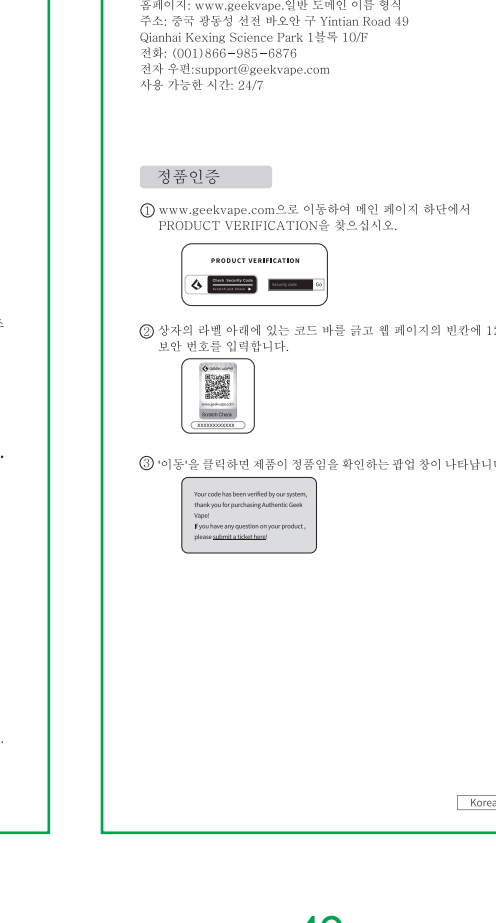 홈페이지: www.geekvape.일반 도메인 이름 형식
주소: 중국 광동성 선전 바오안 구 Yintian Road 49
Qianhai Kexing Science Park 1블록 10/F
전화: (001)866-985-6876
전자 우편:support@geekvape.com
사용 가능한 시간: 24/7
정품인증
① www.geekvape.com으로 이동하여 메인 페이지 하단에서
PRODUCT VERIFICATION을 찾으십시오.
PRODUCT VERIFICATION
Check Security Code
Scratch and Check
Security code
Go
② 상자의 라벨 아래에 있는 코드 바를 긁고 웹 페이지의 빈칸에 12
보안 번호를 입력합니다.
www.geekvape.com
Scratch Check
XXXXXXXXXXXX
③ '이동'을 클릭하면 제품이 정품임을 확인하는 팝업 창이 나타납니
Your code has been verified by our system,
thank you for purchasing Authentic Geek
Vape!
If you have any question on your product ,
please submit a ticket here!
Korea